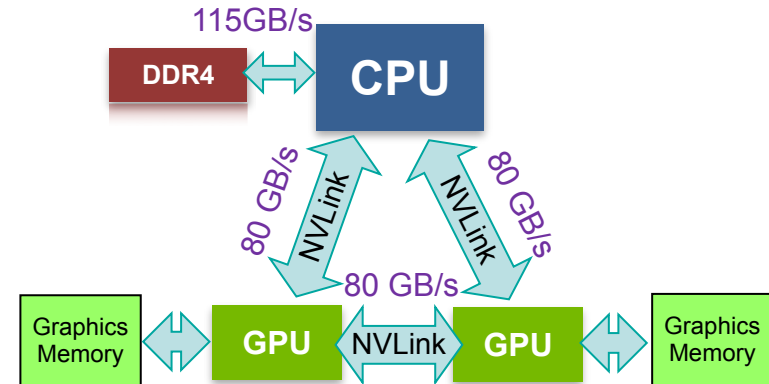 115GB/s
DDR4
CPU
80 GB/s
NVLink
NVLink
80 GB/s
80 GB/s
Graphics
Memory
GPU
NVLink
GPU
Graphics
Memory